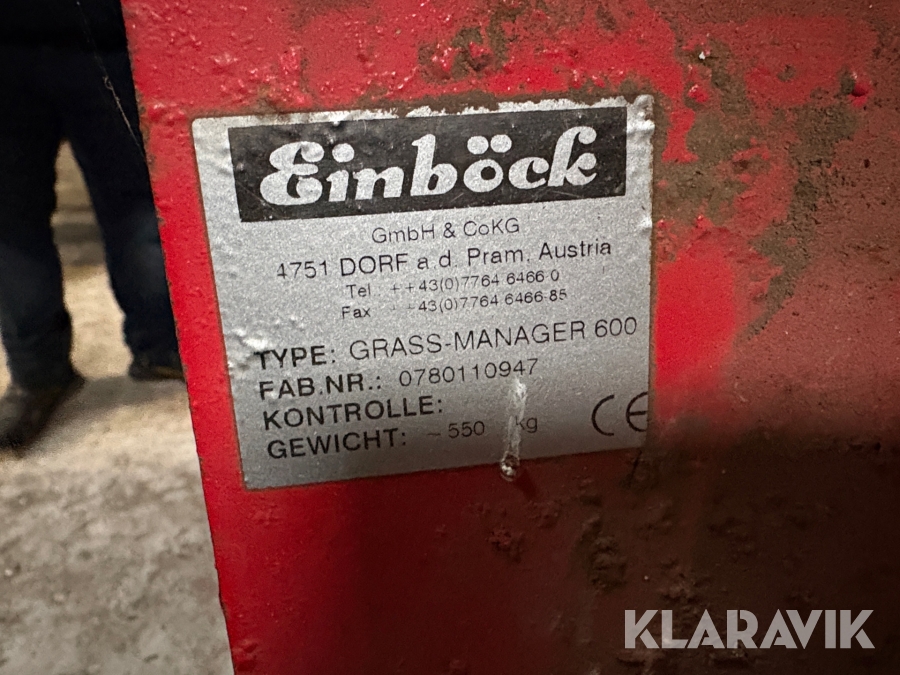 Einböck
GmbH & CoKG
4751 DORF a.d. Pram, Austria
Tel.: ++43(0)7764 6466-0
Fax ++43(0)7764 6466-85
TYPE: GRASS-MANAGER 600
FAB.NR.: 0780110947
KONTROLLE:
GEWICHT: ~550 kg
CE
KLARAVIK